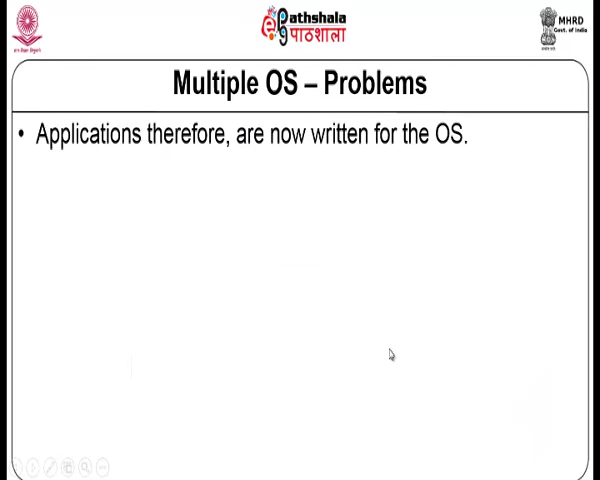 Pathshala
पाठशाला
MHRD
Govt. of India
Multiple OS – Problems
• Applications therefore, are now written for the OS.